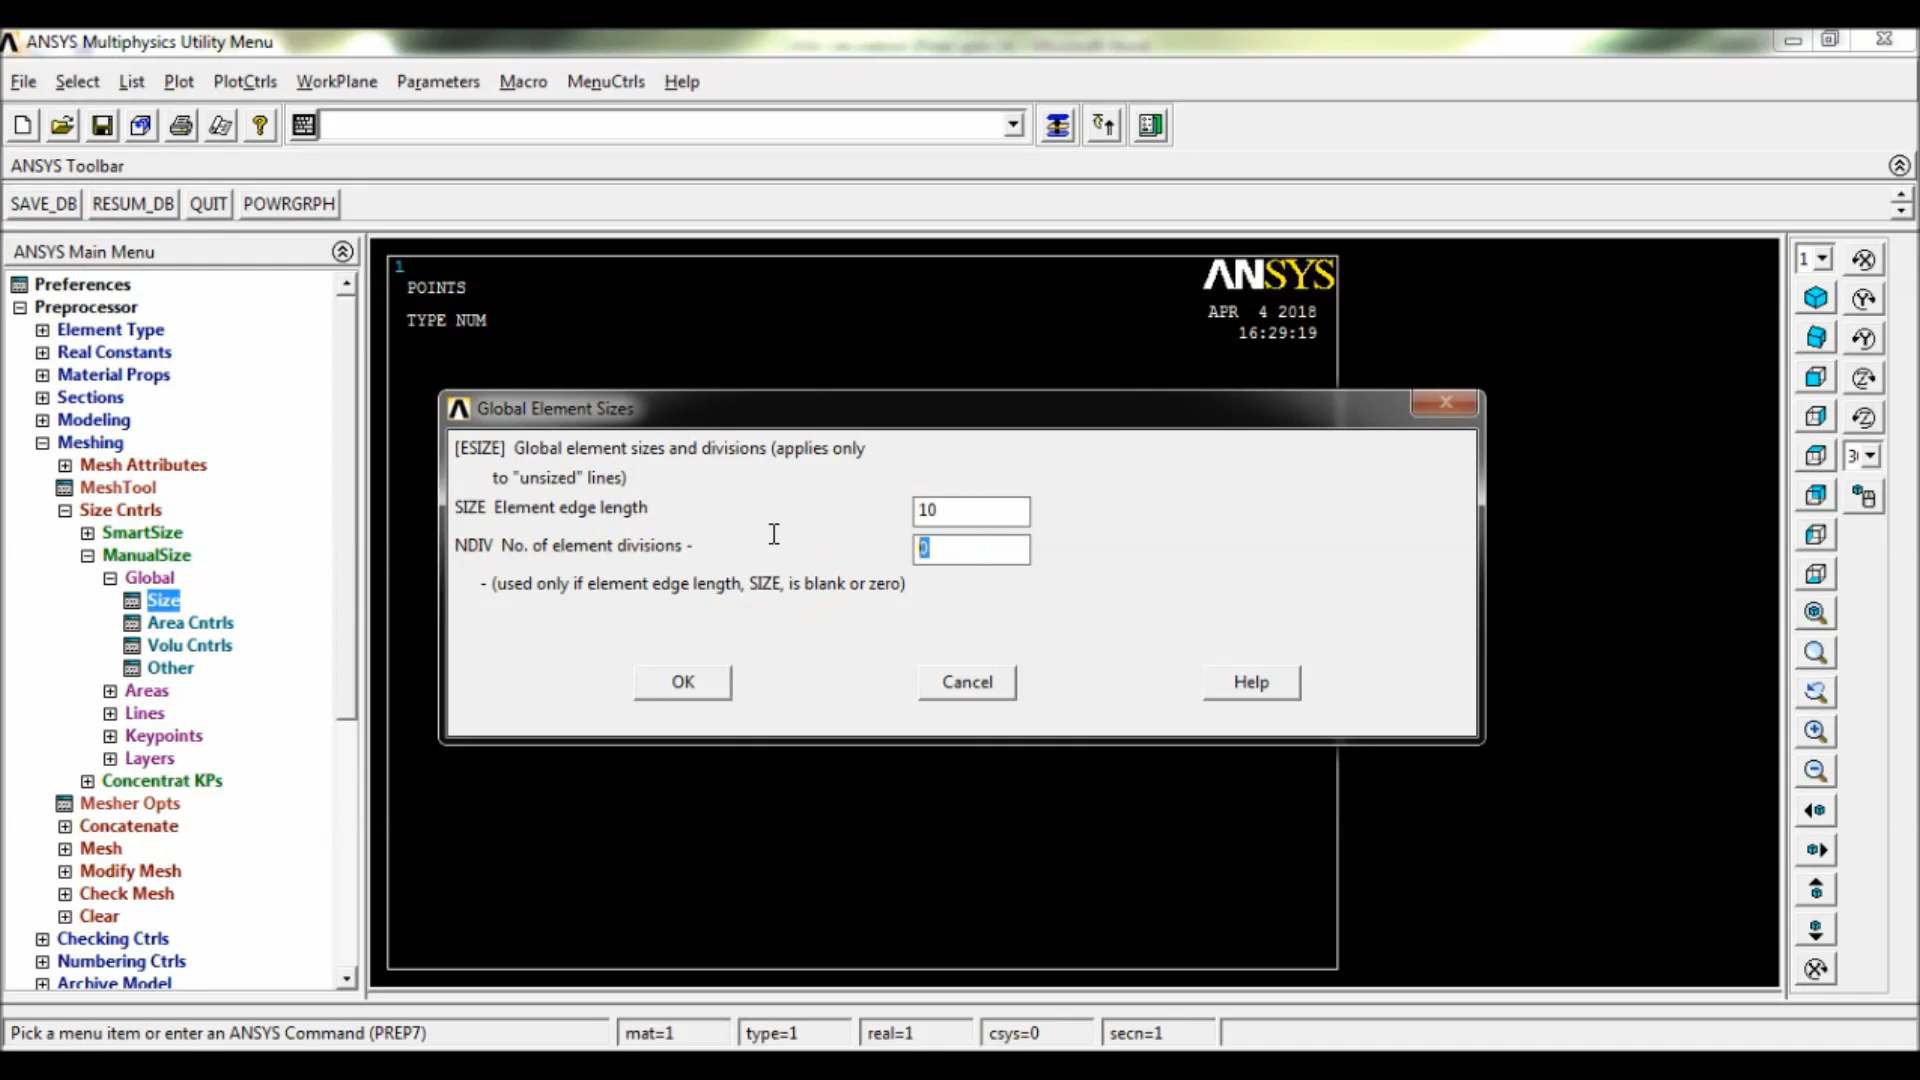 ANSYS Multiphysics Utility Menu
File Select List Plot PlotCtrls WorkPlane Parameters Macro MenuCtrls Help
ANSYS Toolbar
SAVE_DB RESUM_DB QUIT POWRGRPH
ANSYS Main Menu
Preferences
Preprocessor
Element Type
Real Constants
Material Props
Sections
Modeling
Meshing
Mesh Attributes
MeshTool
Size Cntrls
SmartSize
ManualSize
Global
Size
Area Cntrls
Volu Cntrls
Other
Areas
Lines
Keypoints
Layers
Concentrat KPs
Mesher Opts
Concatenate
Mesh
Modify Mesh
Check Mesh
Clear
Checking Ctrls
Numbering Ctrls
Archive Model
1
POINTS
TYPE NUM
ANSYS
APR 4 2018
16:29:19
Global Element Sizes
[ESIZE] Global element sizes and divisions (applies only
to "unsized" lines)
SIZE Element edge length 10
NDIV No. of element divisions - 0
- (used only if element edge length, SIZE, is blank or zero)
OK Cancel Help
1
Pick a menu item or enter an ANSYS Command (PREP7) mat=1 type=1 real=1 csys=0 secn=1